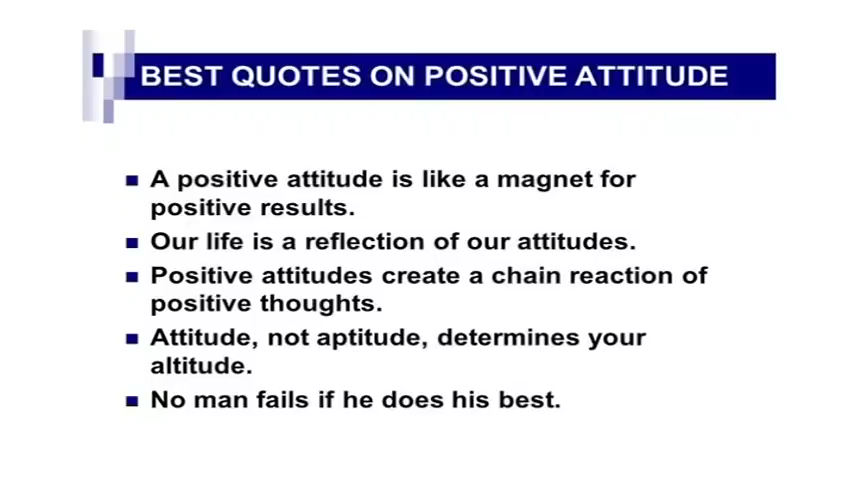 BEST QUOTES ON POSITIVE ATTITUDE
A positive attitude is like a magnet for
positive results.
Our life is a reflection of our attitudes.
Positive attitudes create a chain reaction of
positive thoughts.
Attitude, not aptitude, determines your
altitude.
No man fails if he does his best.